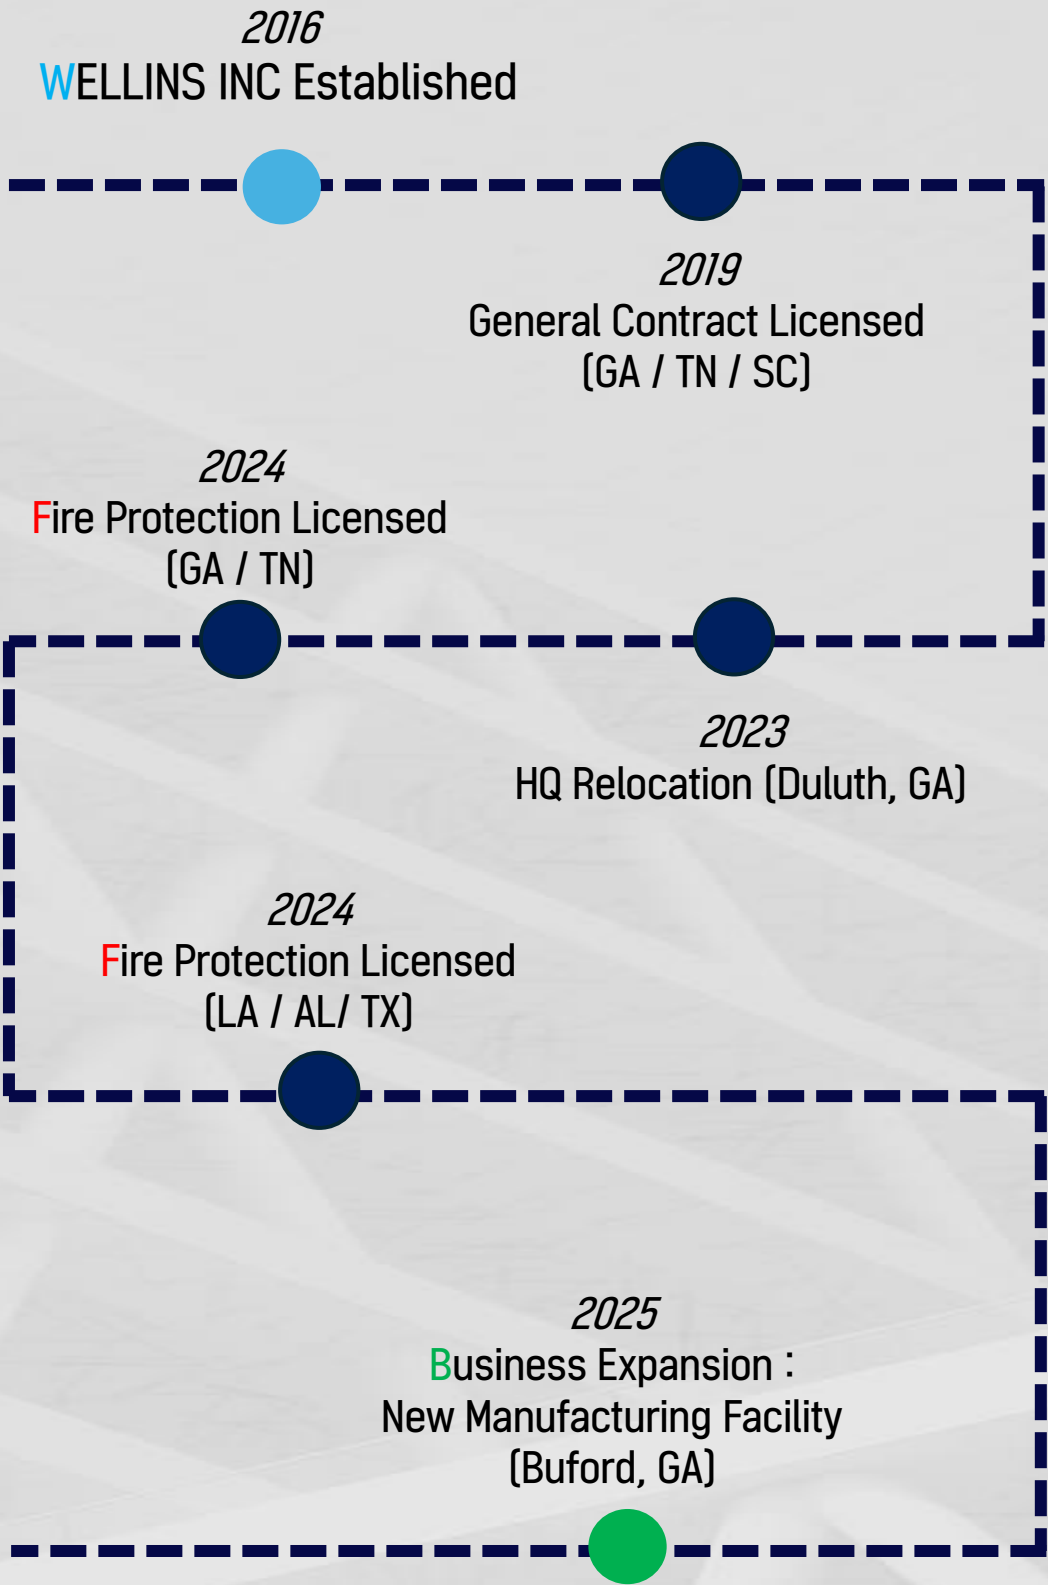 2016
WELLINS INC Established
2019
General Contract Licensed
(GA / TN / SC)
2024
Fire Protection Licensed
(GA / TN)
2023
HQ Relocation (Duluth, GA)
2024
Fire Protection Licensed
(LA / AL/ TX)
2025
Business Expansion :
New Manufacturing Facility
(Buford, GA)